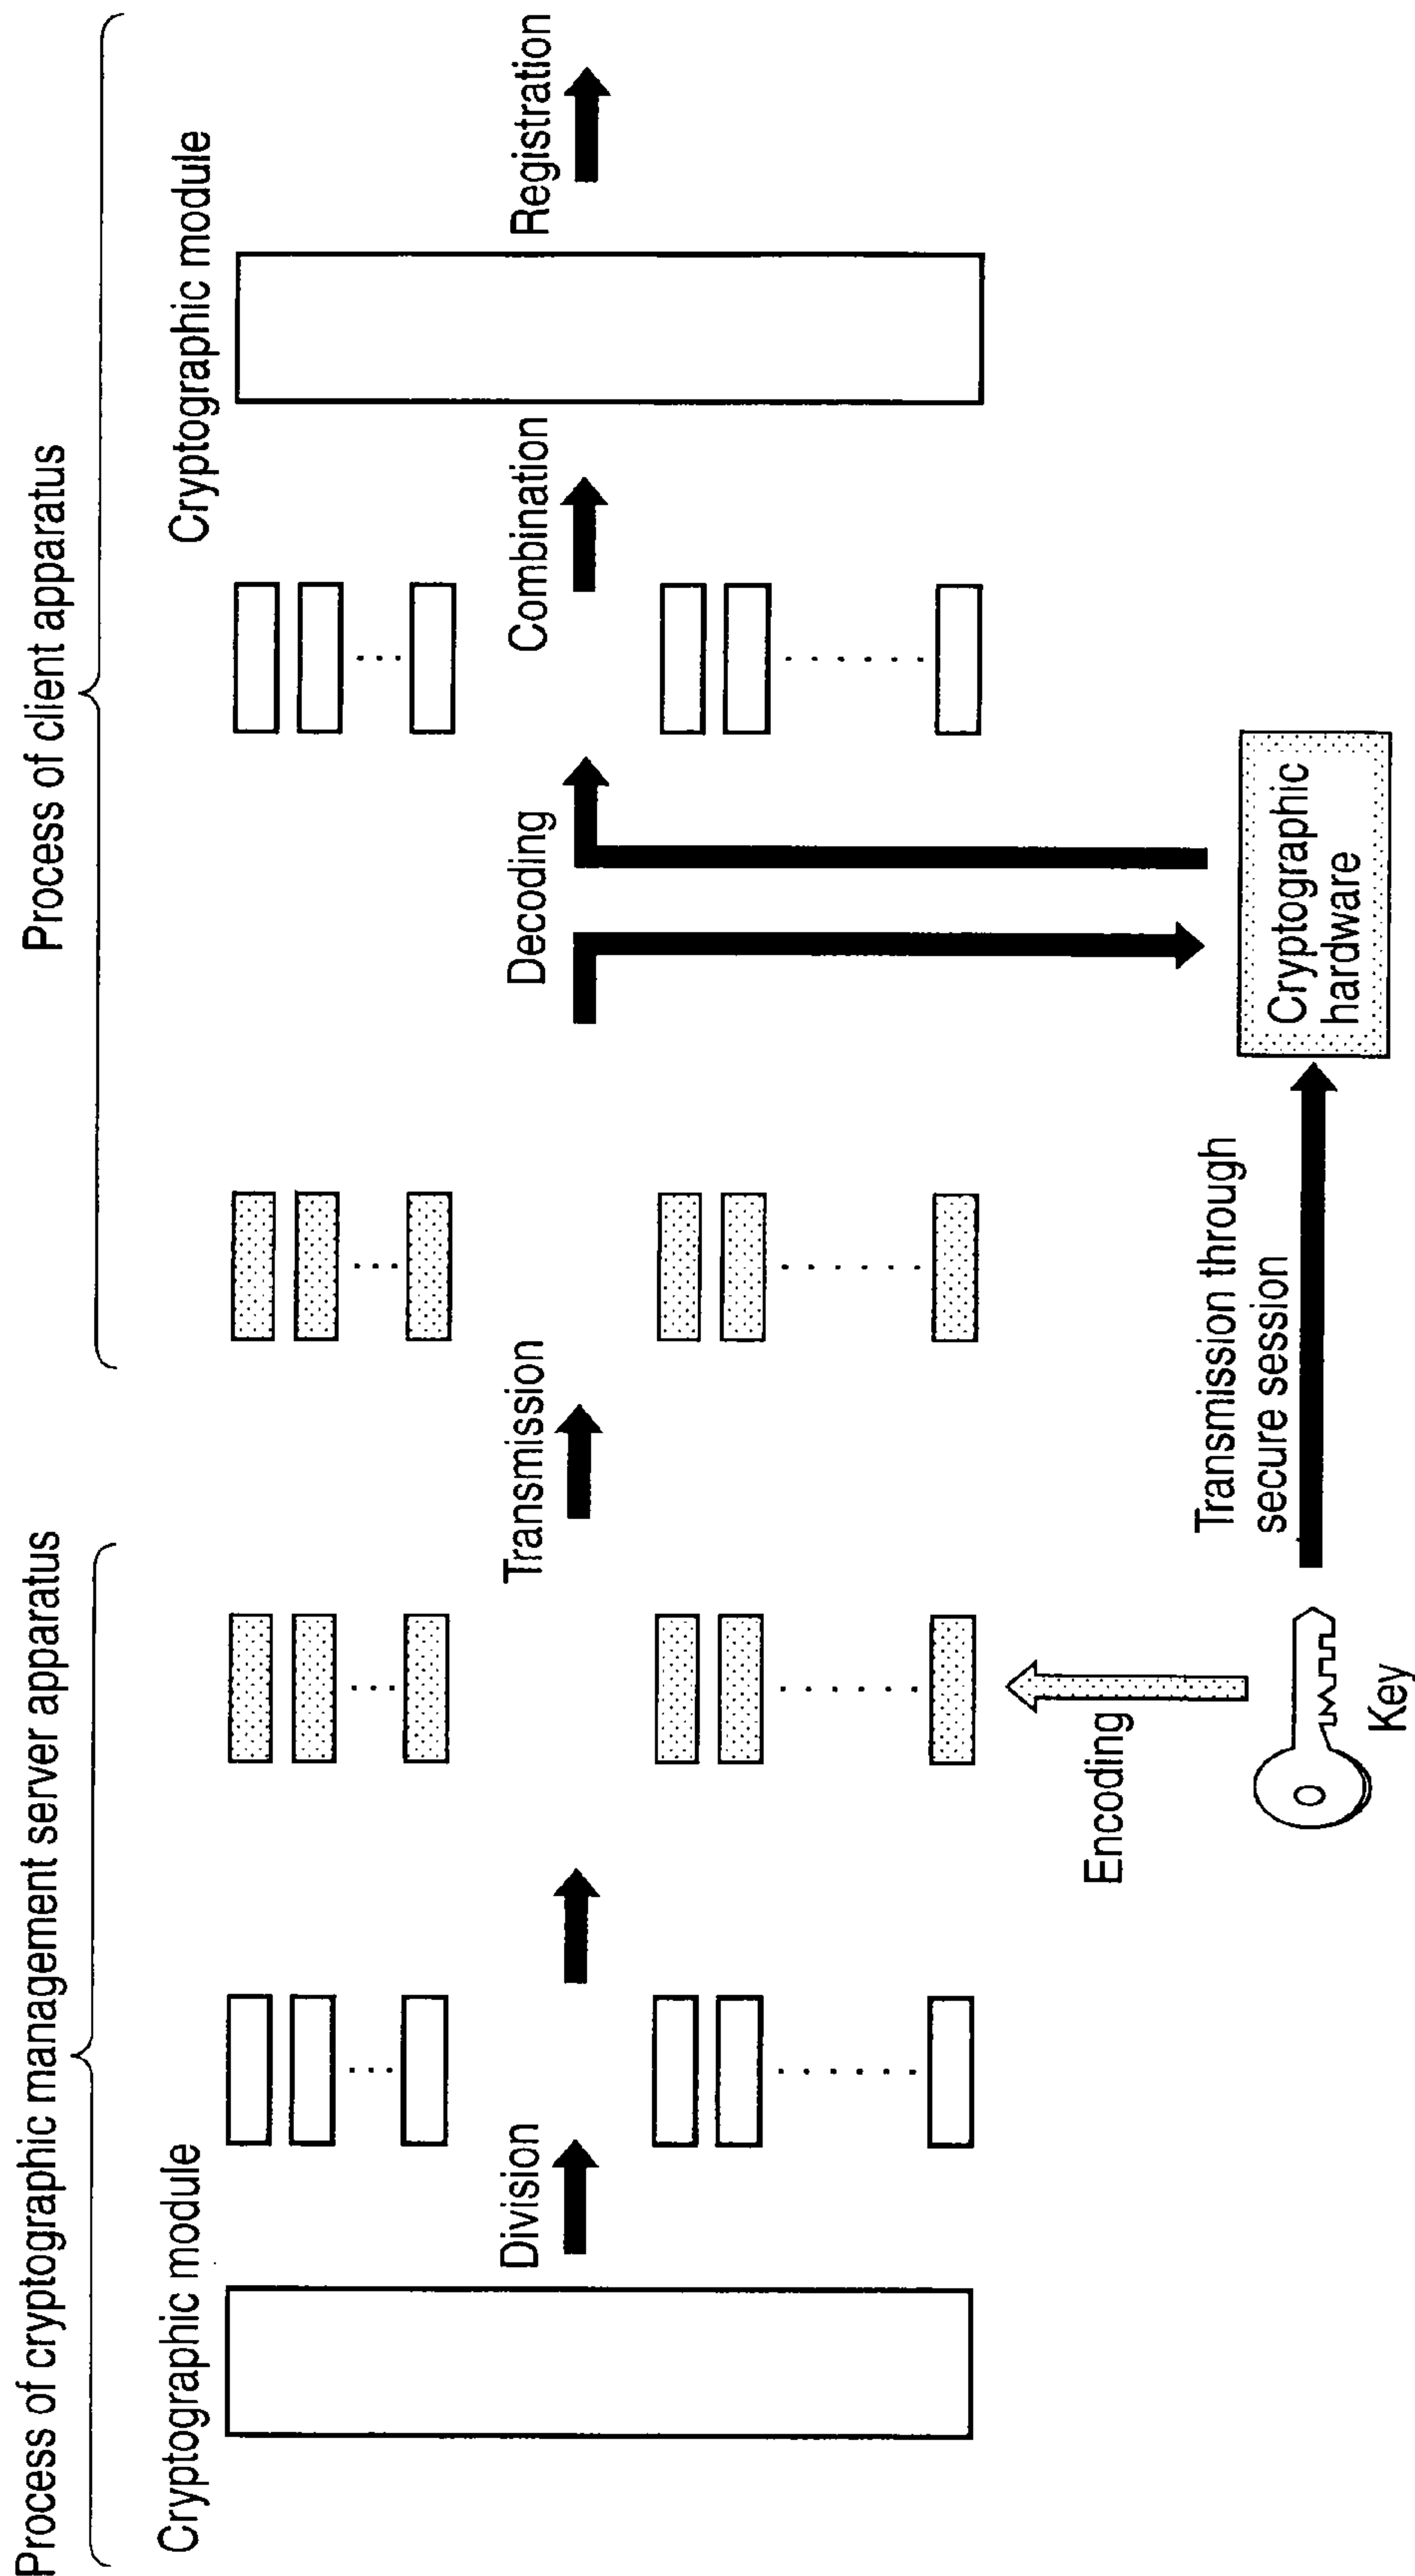 Process of cryptographic management server apparatus
Process of client apparatus
Cryptographic module
Division
Encoding
Key
Transmission
Transmission through
secure session
Decoding
Cryptographic
hardware
Combination
Cryptographic module
Registration